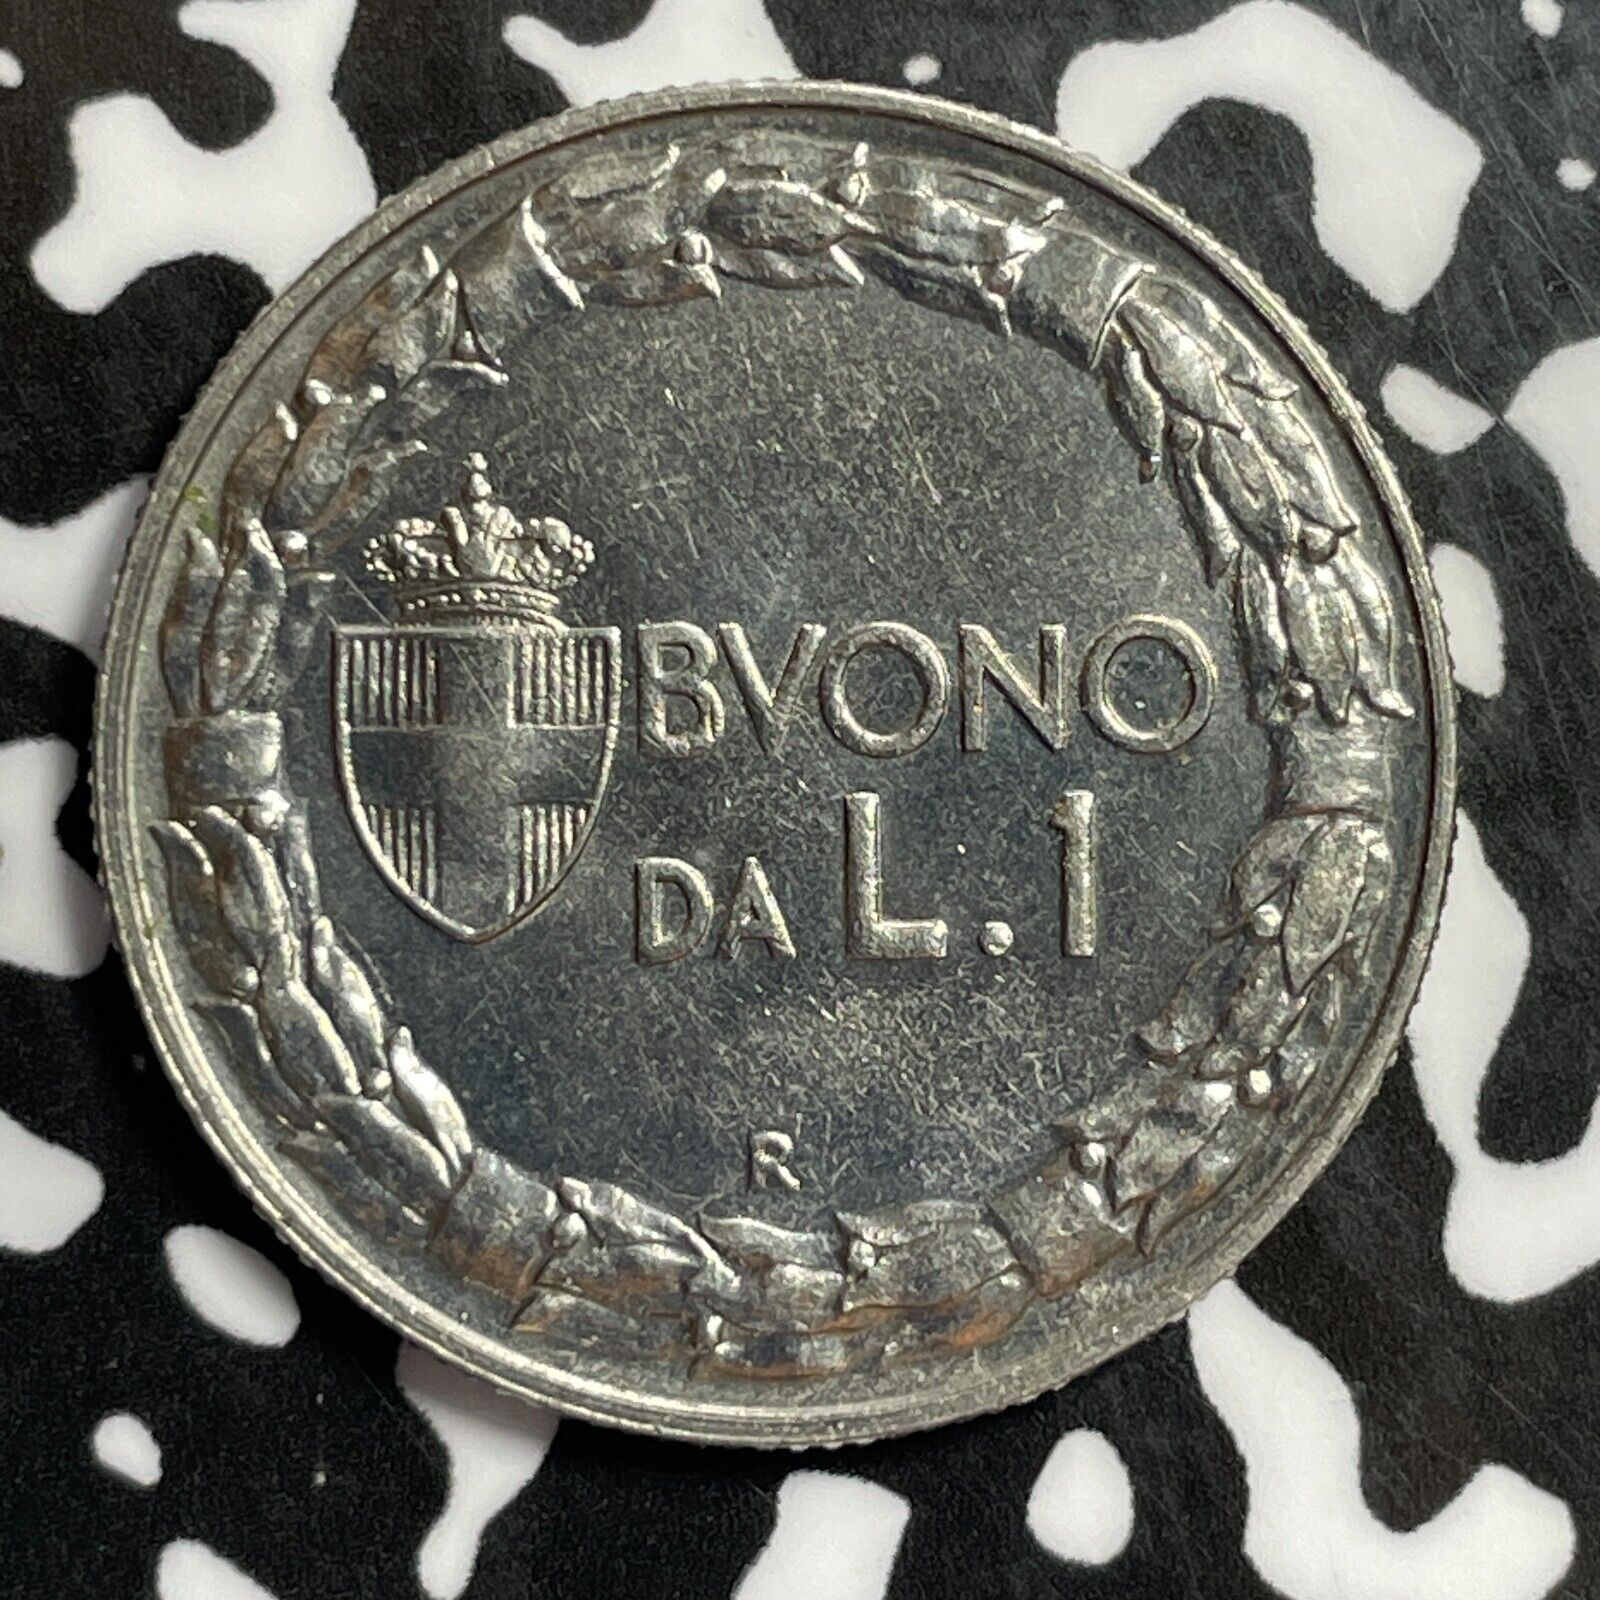 BVONO
DA L. 1
R